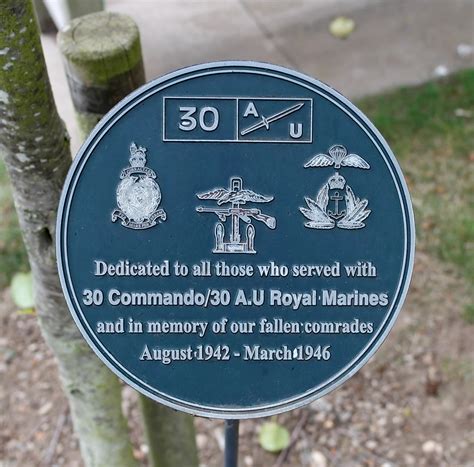 30 A U
Dedicated to all those who served with
30 Commando/30 A.U Royal Marines
and in memory of our fallen comrades
August 1942 - March 1946